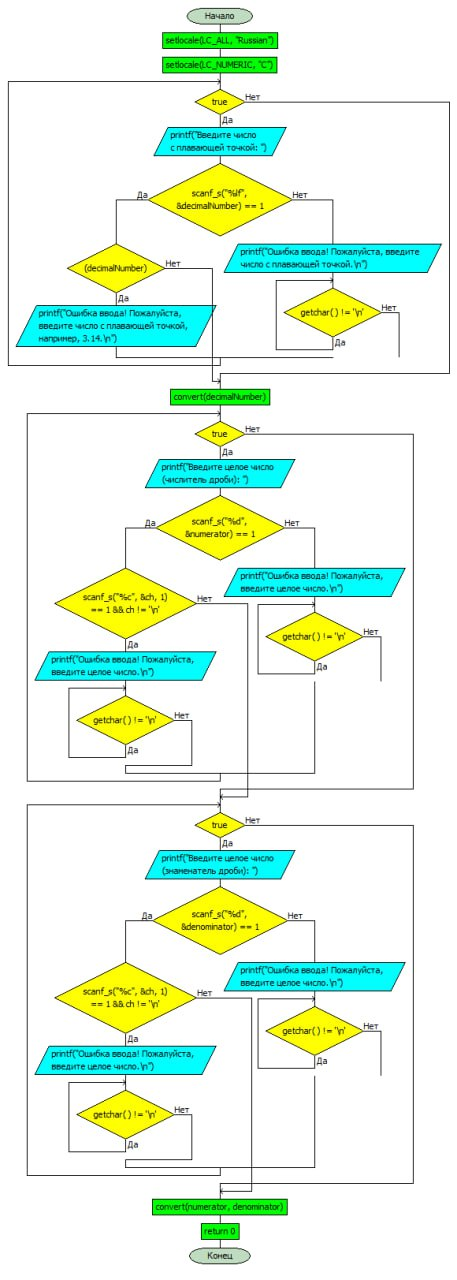 Начало
setlocale(LC_ALL, "Russian")
setlocale(LC_NUMERIC, "C")
true
Нет
Да
printf("Введите число
с плавающей точкой: ")
scanf_s("%lf",
&decimalNumber) == 1
Да
Нет
(decimalNumber)
Нет
Да
printf("Ошибка ввода! Пожалуйста,
введите число с плавающей точкой,
например, 3.14.\n")
printf("Ошибка ввода! Пожалуйста, введите
число с плавающей точкой.\n")
getchar( ) != '\n'
Нет
Да
convert(decimalNumber)
true
Нет
Да
printf("Введите целое число
(числитель дроби): ")
scanf_s("%d",
&numerator) == 1
Да
Нет
scanf_s("%c", &ch, 1)
== 1 && ch != '\n'
Нет
Да
printf("Ошибка ввода! Пожалуйста,
введите целое число.\n")
getchar( ) != '\n'
Нет
Да
printf("Ошибка ввода! Пожалуйста,
введите целое число.\n")
getchar( ) != '\n'
Нет
Да
true
Нет
Да
printf("Введите целое число
(знаменатель дроби): ")
scanf_s("%d",
&denominator) == 1
Да
Нет
scanf_s("%c", &ch, 1)
== 1 && ch != '\n'
Нет
Да
printf("Ошибка ввода! Пожалуйста,
введите целое число.\n")
getchar( ) != '\n'
Нет
Да
printf("Ошибка ввода! Пожалуйста,
введите целое число.\n")
getchar( ) != '\n'
Нет
Да
convert(numerator, denominator)
return 0
Конец